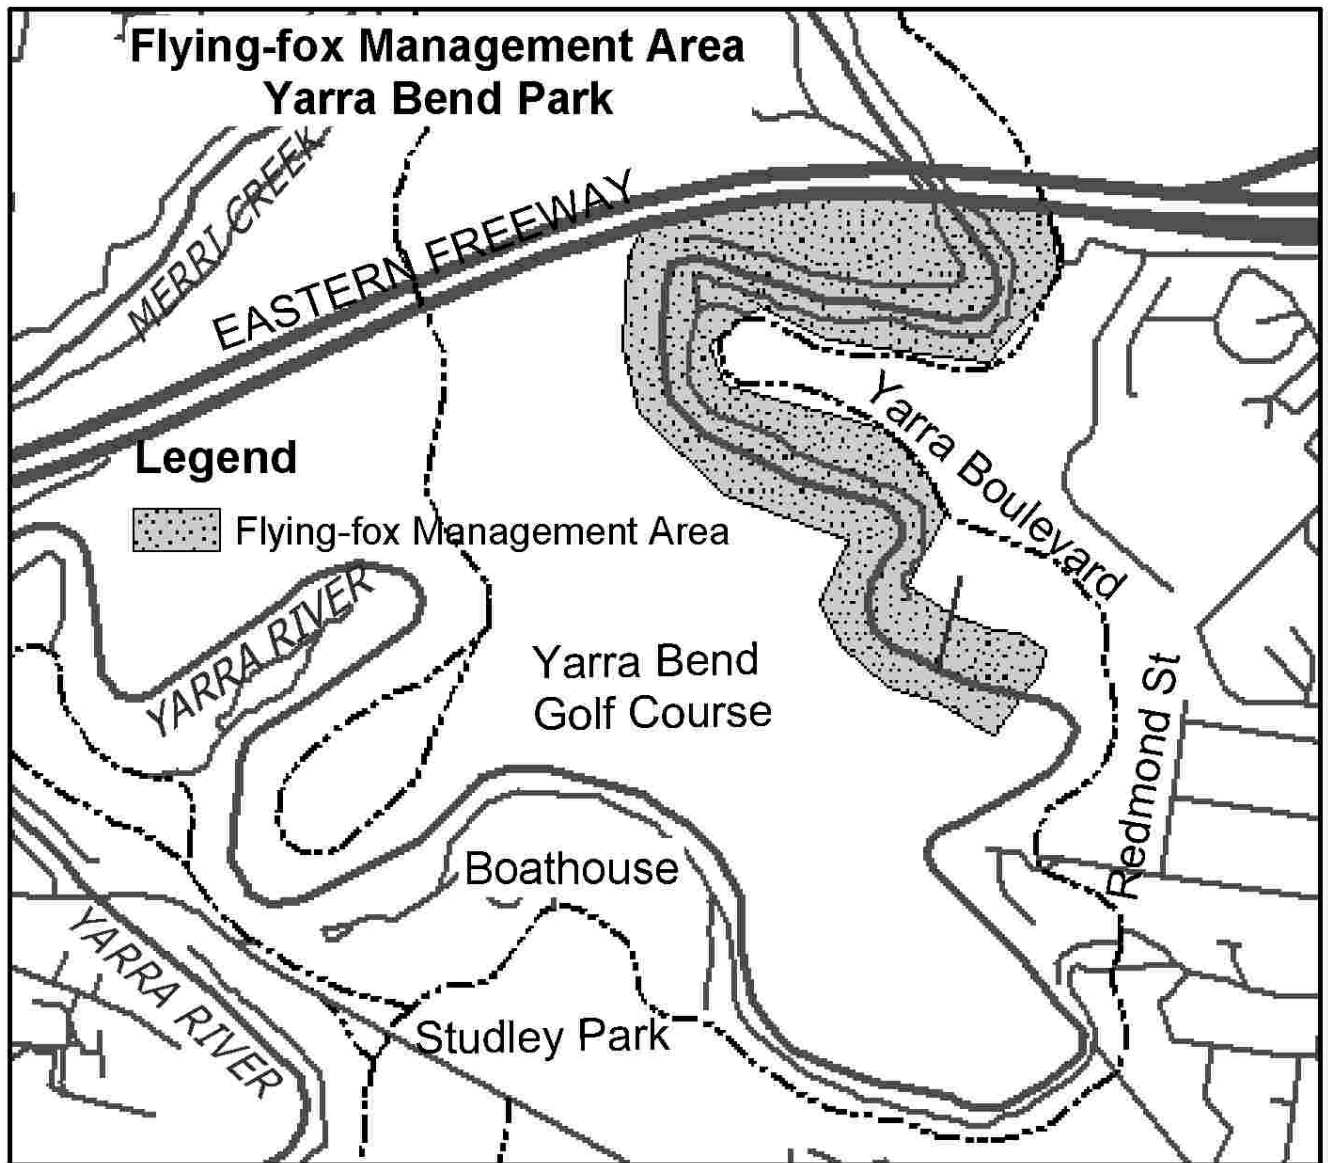 Flying-fox Management Area
Yarra Bend Park
MERRI CREEK
EASTERN FREEWAY
Legend
Flying-fox Management Area
Yarra Boulevard
YARRA RIVER
Yarra Bend
Golf Course
Redmond St
Boathouse
YARRA RIVER
Studley Park